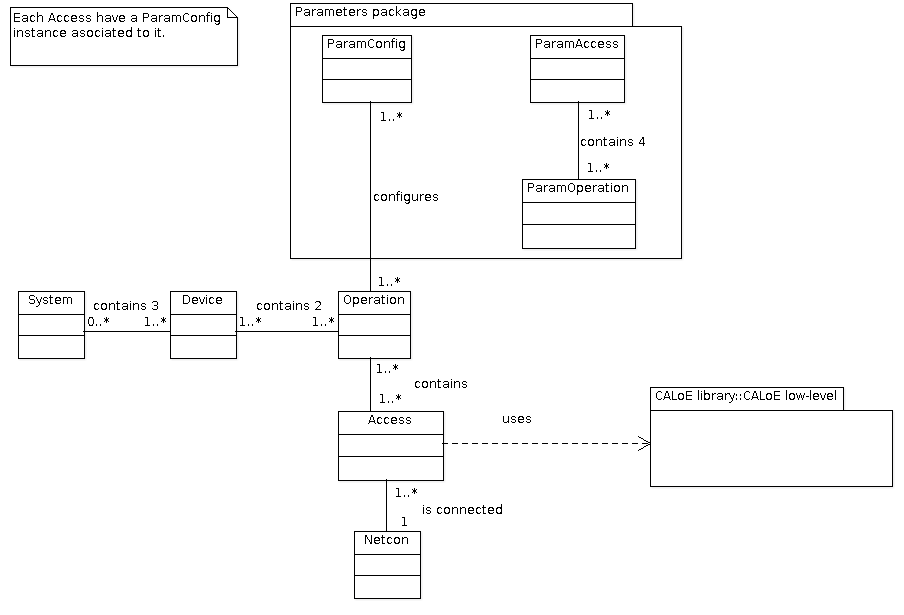 Each Access have a ParamConfig
instance asociated to it.
Parameters package
ParamConfig
ParamAccess
1..*
1..*
contains 4
1..*
ParamOperation
configures
1..*
System
contains 3
Device
contains 2
Operation
0..*
1..*
1..*
1..*
1..*
contains
1..*
Access
uses
CALoE library::CALoE low-level
1..*
is connected
1
Netcon